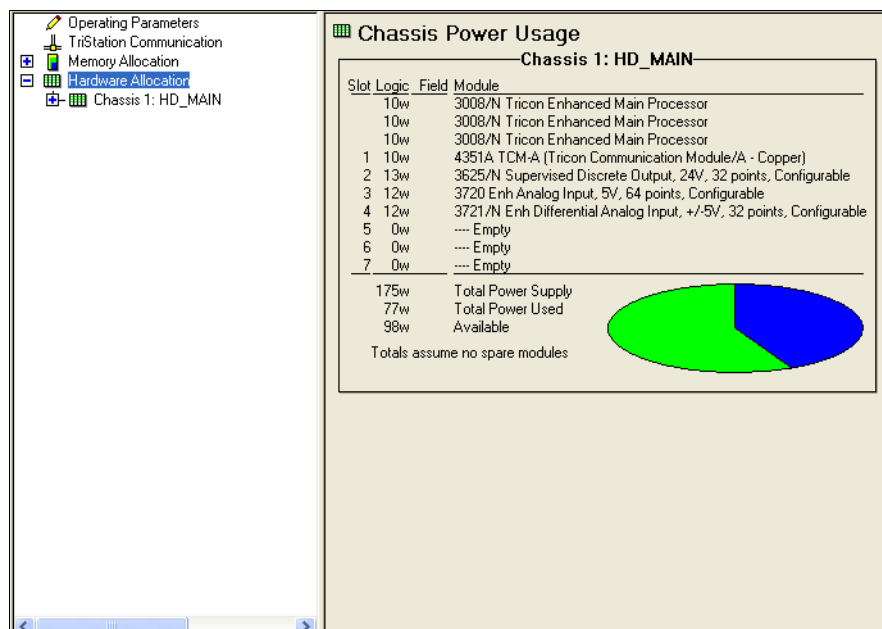 Operating Parameters
TriStation Communication
Memory Allocation
Hardware Allocation
Chassis 1: HD_MAIN
Chassis Power Usage
Chassis 1: HD_MAIN
Slot Logic Field Module
10w 3008/N Tricon Enhanced Main Processor
10w 3008/N Tricon Enhanced Main Processor
10w 3008/N Tricon Enhanced Main Processor
1 10w 4351A TCM-A (Tricon Communication Module/A - Copper)
2 13w 3625/N Supervised Discrete Output, 24V, 32 points, Configurable
3 12w 3720 Enh Analog Input, 5V, 64 points, Configurable
4 12w 3721/N Enh Differential Analog Input, +/-5V, 32 points, Configurable
5 0w ---- Empty
6 0w ---- Empty
7 0w ---- Empty
175w Total Power Supply
77w Total Power Used
98w Available
Totals assume no spare modules